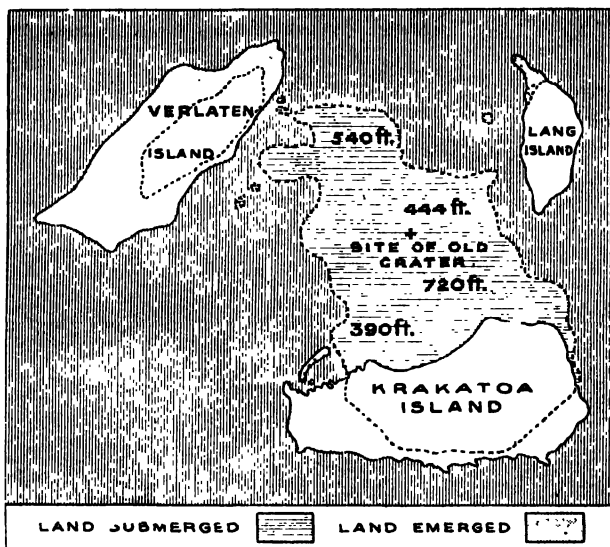 VERLATEN
ISLAND
LANG
ISLAND
540 ft.
444 ft.
SITE OF OLD
CRATER
720 ft.
390 ft.
KRAKATOA
ISLAND
LAND SUBMERGED
LAND EMERGED